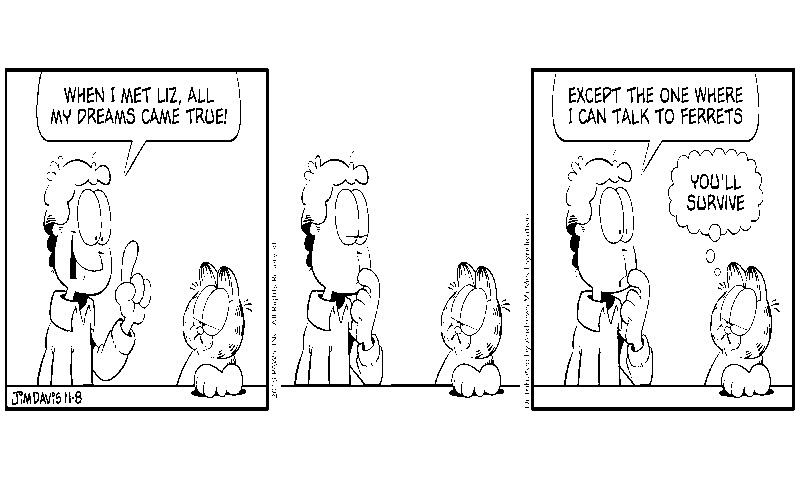 WHEN I MET LIZ, ALL
MY DREAMS CAME TRUE!
JIM DAVIS 11-8
EXCEPT THE ONE WHERE
I CAN TALK TO FERRETS
YOU'LL
SURVIVE